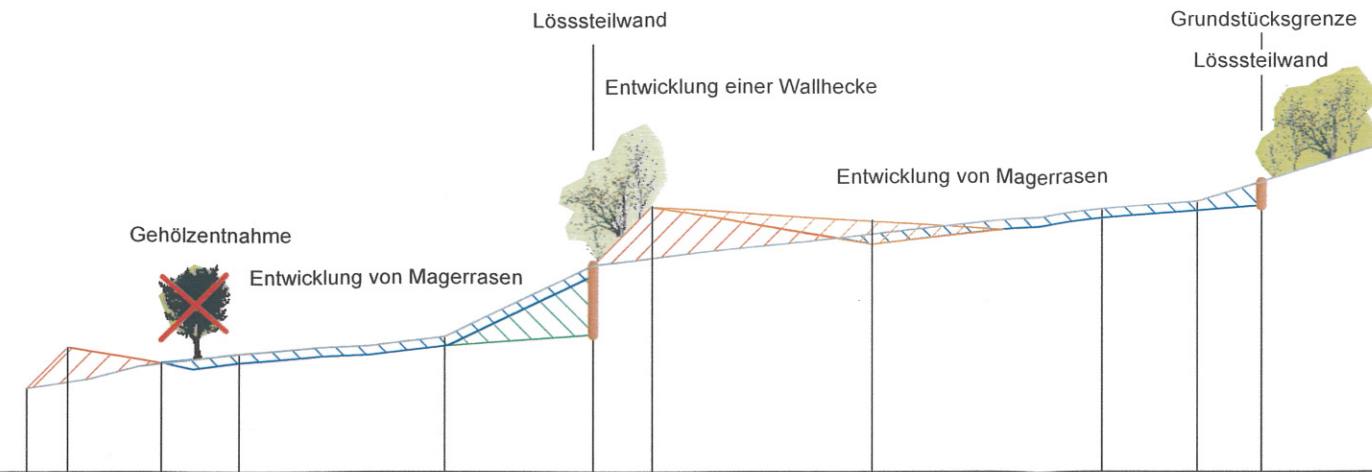 Lösssteilwand
Grundstücksgrenze
Lösssteilwand
Entwicklung einer Wallhecke
Entwicklung von Magerrasen
Gehölzentnahme
Entwicklung von Magerrasen